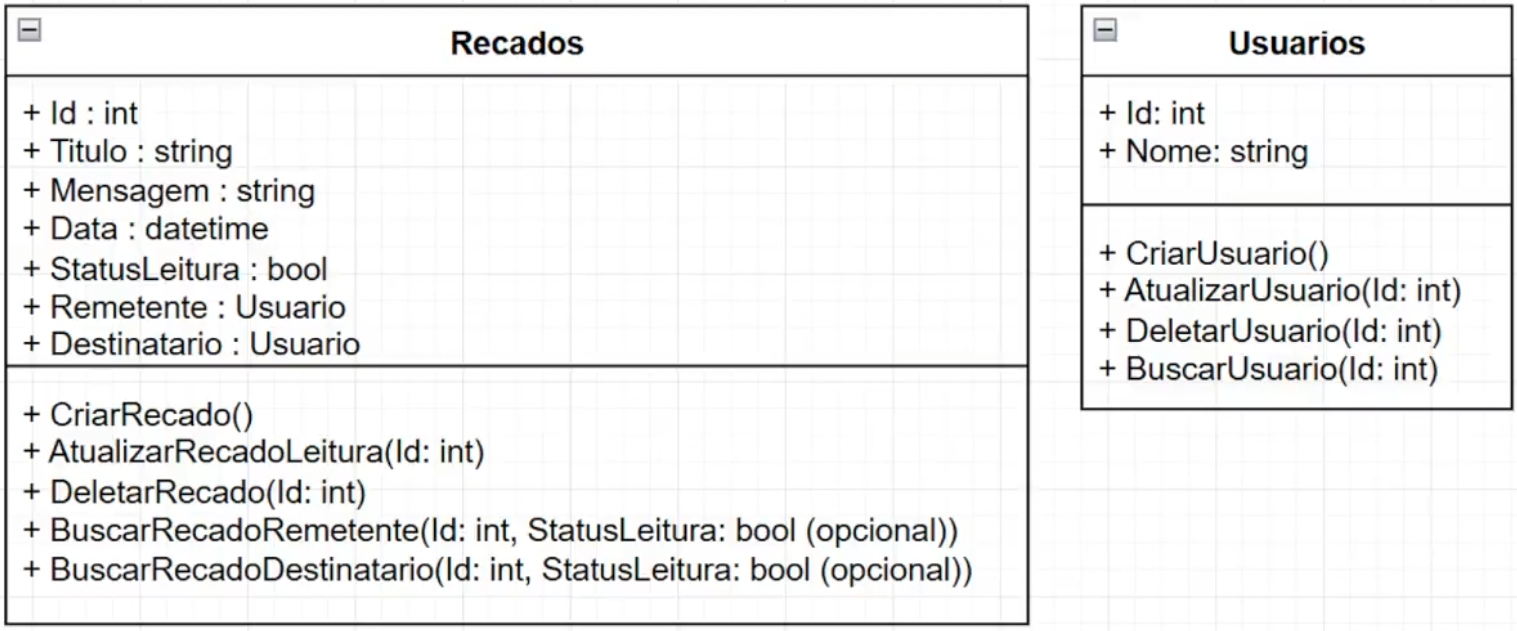 Recados
+ Id : int
+ Titulo : string
+ Mensagem : string
+ Data : datetime
+ StatusLeitura : bool
+ Remetente : Usuario
+ Destinatario : Usuario
+ CriarRecado()
+ AtualizarRecadoLeitura(Id: int)
+ DeletarRecado(Id: int)
+ BuscarRecadoRemetente(Id: int, StatusLeitura: bool (opcional))
+ BuscarRecadoDestinatario(Id: int, StatusLeitura: bool (opcional))
Usuarios
+ Id: int
+ Nome: string
+ CriarUsuario()
+ AtualizarUsuario(Id: int)
+ DeletarUsuario(Id: int)
+ BuscarUsuario(Id: int)